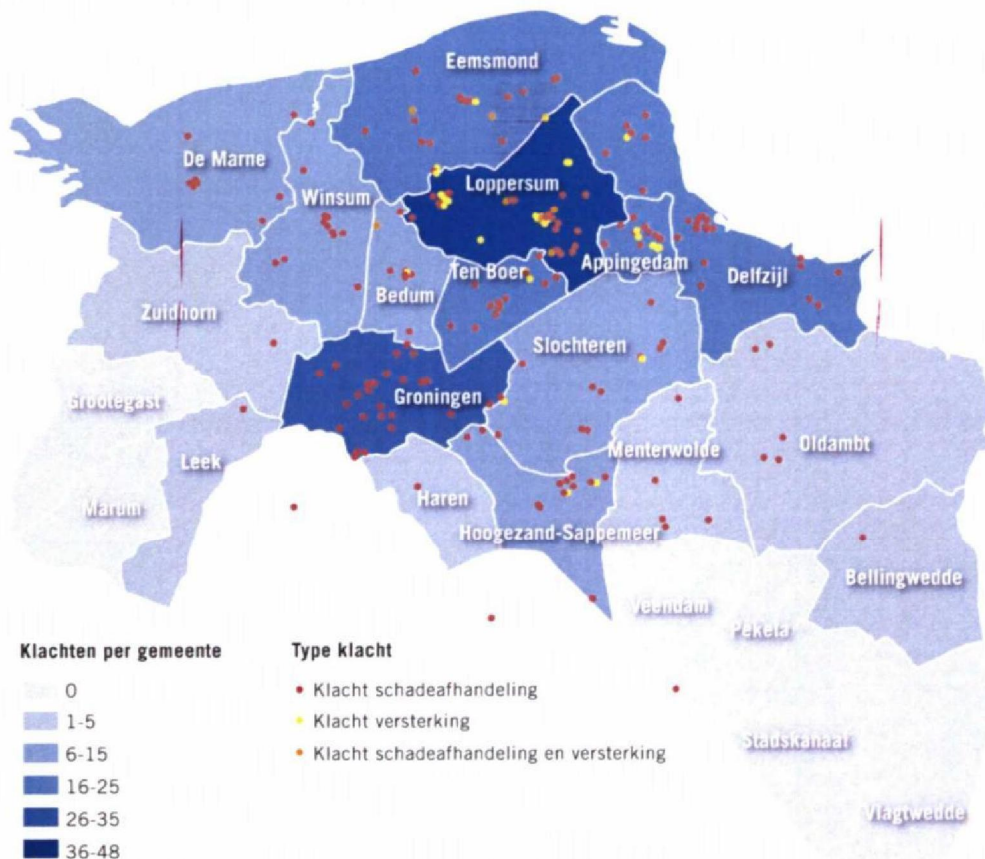 Eemsmond
De Marne
Loppersum
Winsum
Ten Boer
Appingedam
Bedum
Delfzijl
Zuidhorn
Slochteren
Grootegast
Groningen
Oldambt
Menterwolde
Leek
Haren
Marum
Hoogezand-Sappemeer
Bellingwedde
Veendam
Pekela
Stadskanaal
Vlagtwedde
Klachten per gemeente
0
1-5
6-15
16-25
26-35
36-48
Type klacht
Klacht schadeafhandeling
Klacht versterking
Klacht schadeafhandeling en versterking